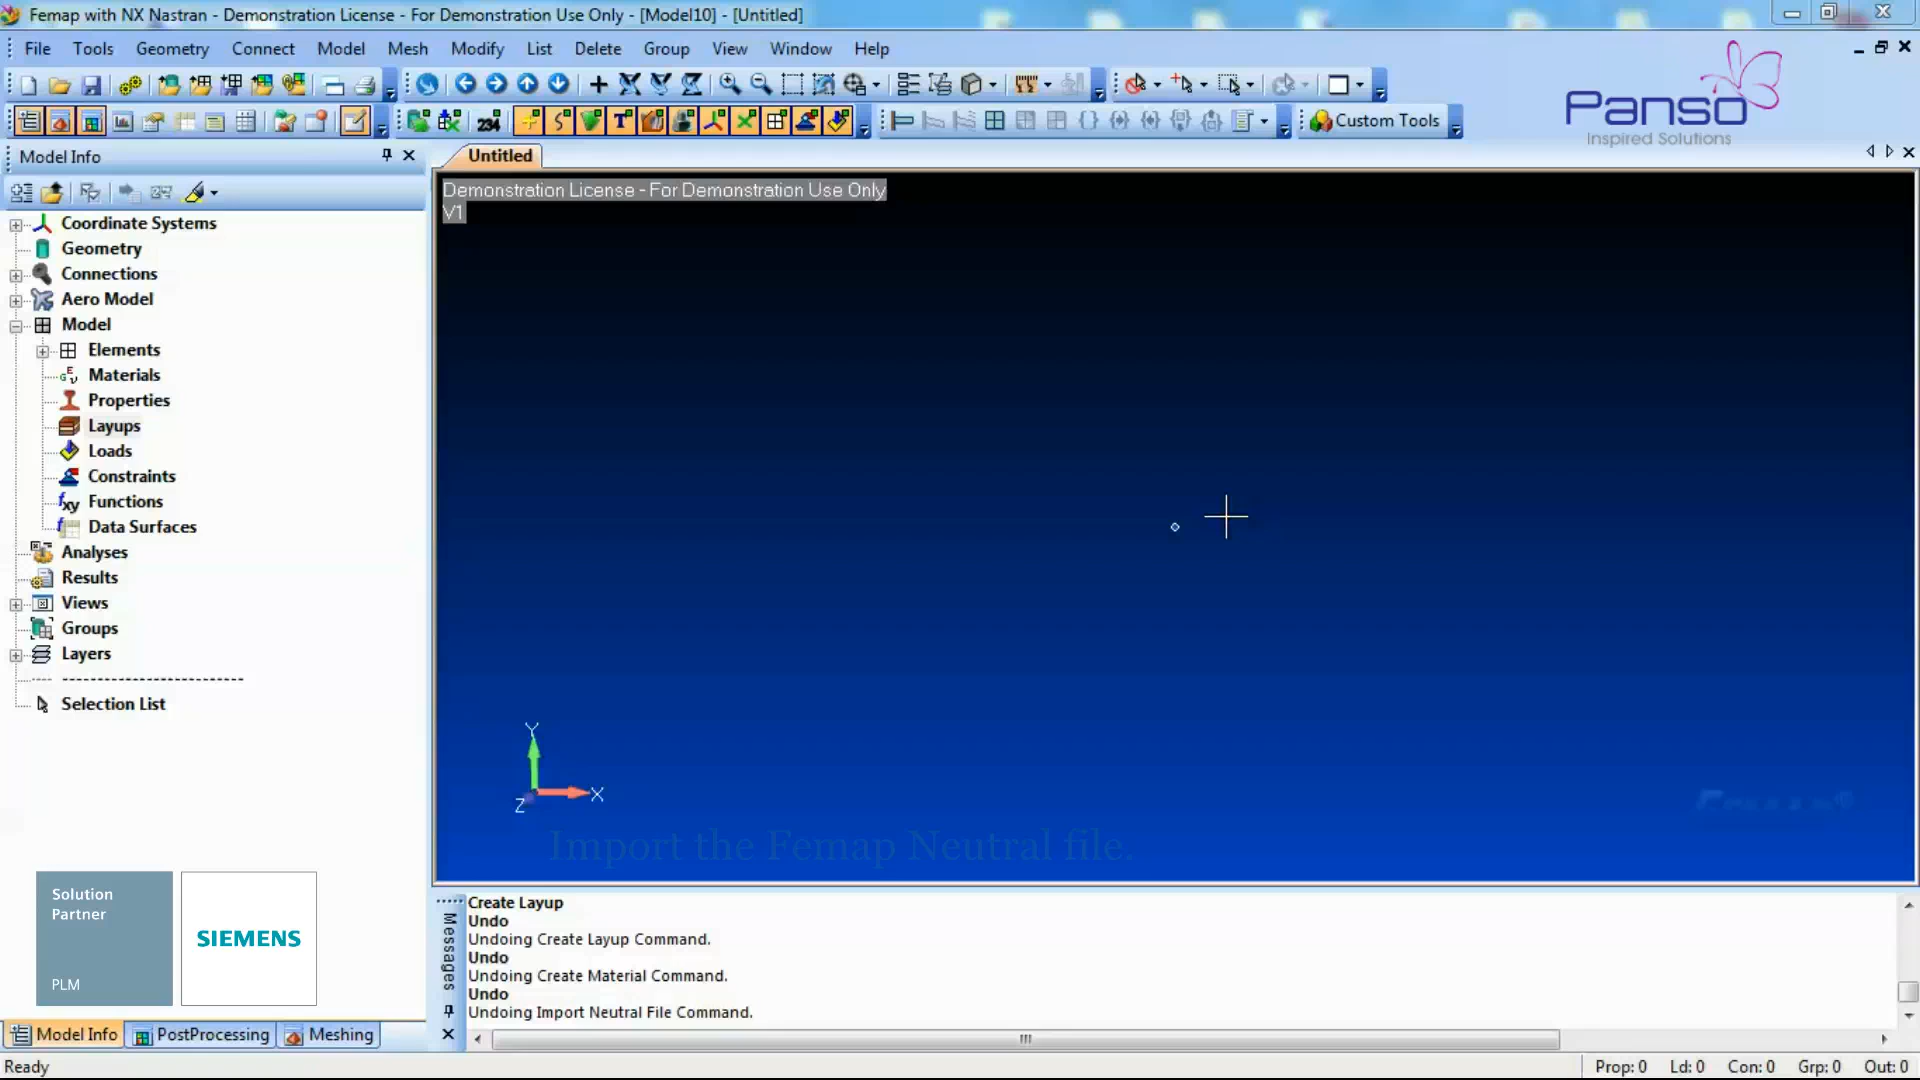 Femap with NX Nastran - Demonstration License - For Demonstration Use Only - [Model10] - [Untitled]
File Tools Geometry Connect Model Mesh Modify List Delete Group View Window Help
234 T Custom Tools
Panso
Inspired Solutions
Model Info
Untitled
Demonstration License - For Demonstration Use Only
V1
Coordinate Systems
Geometry
Connections
Aero Model
Model
Elements
Materials
Properties
Layups
Loads
Constraints
Functions
Data Surfaces
Analyses
Results
Views
Groups
Layers
Selection List
Y
X
Z
Import the Femap Neutral file.
Solution
Partner
PLM
SIEMENS
Messages
Create Layup
Undo
Undoing Create Layup Command.
Undo
Undoing Create Material Command.
Undo
Undoing Import Neutral File Command.
Model Info PostProcessing Meshing
Ready Prop: 0 Ld: 0 Con: 0 Grp: 0 Out: 0